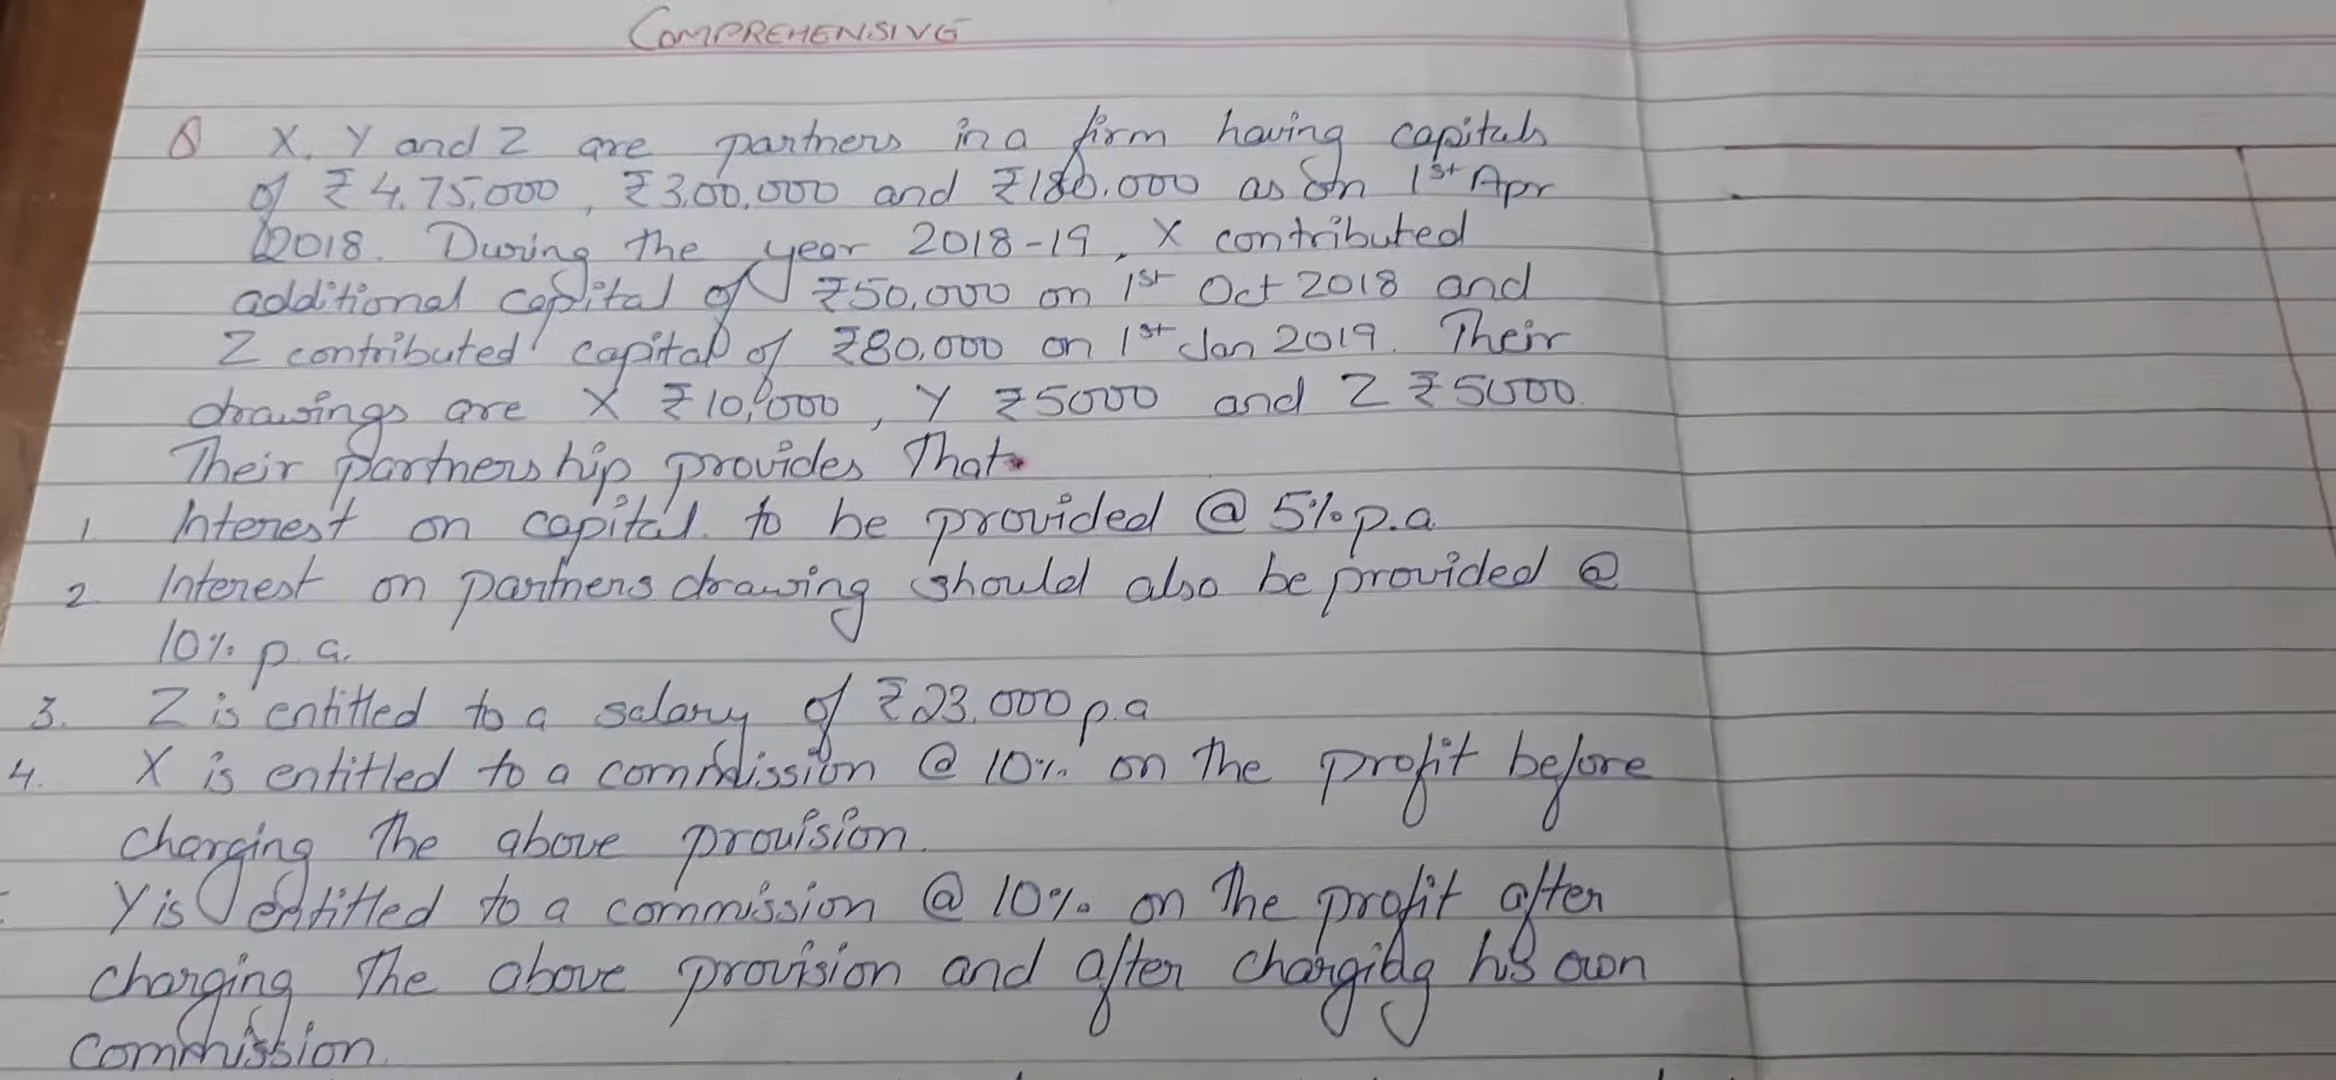 COMPREHENSIVE
Q X, Y and Z are partners in a firm having capitals
of ₹4,75,000, ₹3,00,000 and ₹180,000 as on 1st Apr
2018. During the year 2018-19, X contributed
additional capital of ₹50,000 on 1st Oct 2018 and
Z contributed capital of ₹80,000 on 1st Jan 2019. Their
drawings are X ₹10,000, Y ₹5000 and Z ₹5000.
Their partnership provides That
1. Interest on capital. to be provided @ 5% p.a
2. Interest on partners drawing should also be provided @
10% p.a.
3. Z is entitled to a salary of ₹23,000 p.a
4. X is entitled to a commission @ 10% on the profit before
charging the above provision.
Y is entitled to a commission @ 10% on the profit after
charging the above provision and after charging his own
commission.